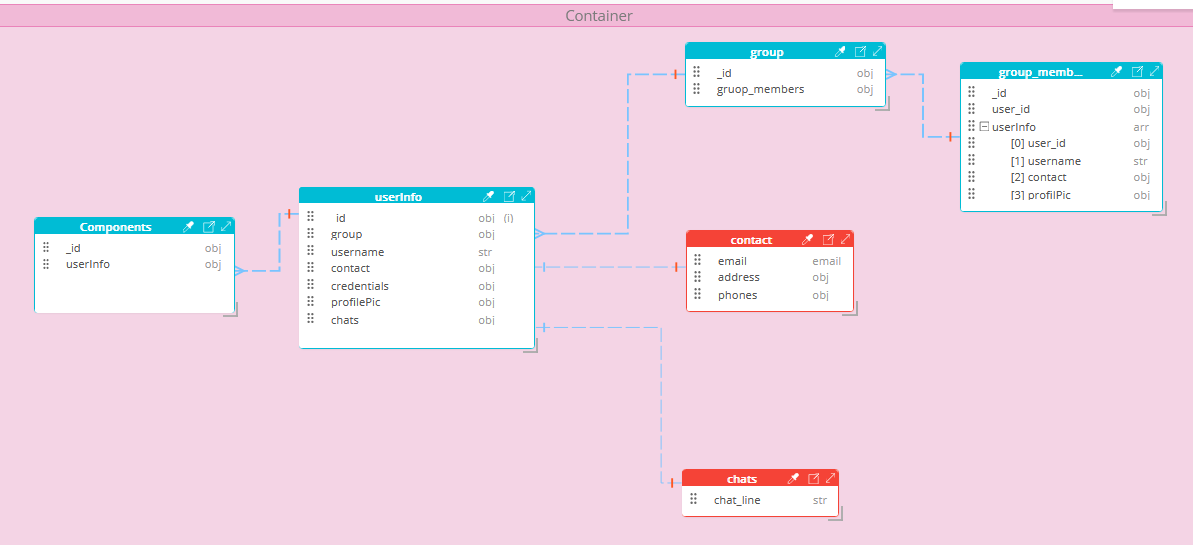 Container
group
_id obj
gruop_members obj
group_memb...
_id obj
user_id obj
userInfo arr
[0] user_id obj
[1] username str
[2] contact obj
[3] profilPic obj
userInfo
id obj (i)
group obj
username str
contact obj
credentials obj
profilePic obj
chats obj
Components
_id obj
userInfo obj
contact
email email
address obj
phones obj
chats
chat_line str